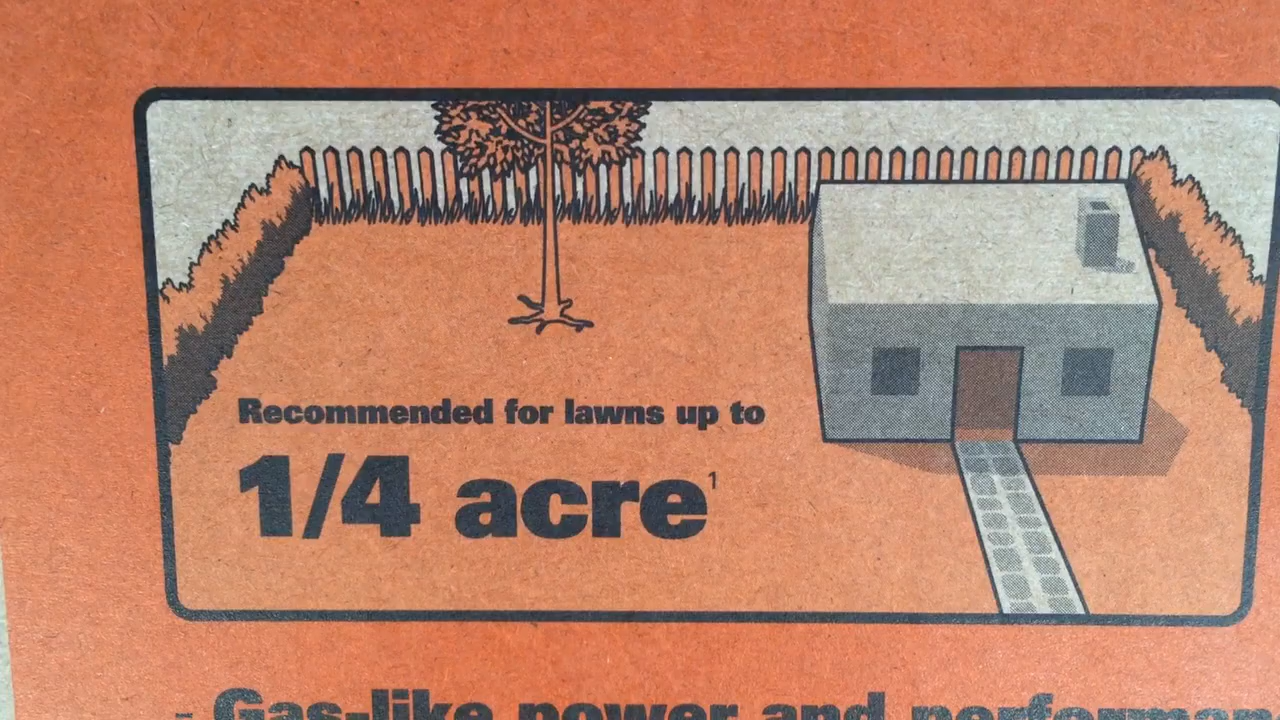 Recommended for lawns up to
1/4 acre¹
- Gas-like power and